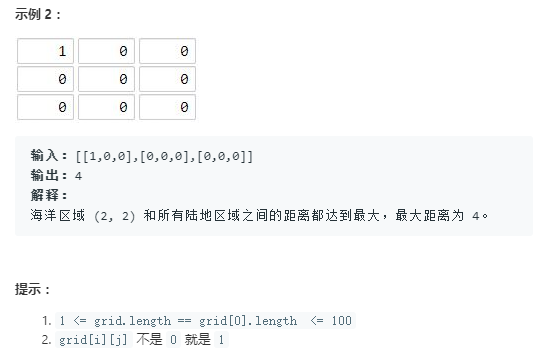 示例 2：
1 0 0
0 0 0
0 0 0
输入：[[1,0,0],[0,0,0],[0,0,0]]
输出：4
解释：
海洋区域 (2, 2) 和所有陆地区域之间的距离都达到最大，最大距离为 4。
提示：
1. 1 <= grid.length == grid[0].length <= 100
2. grid[i][j] 不是 0 就是 1